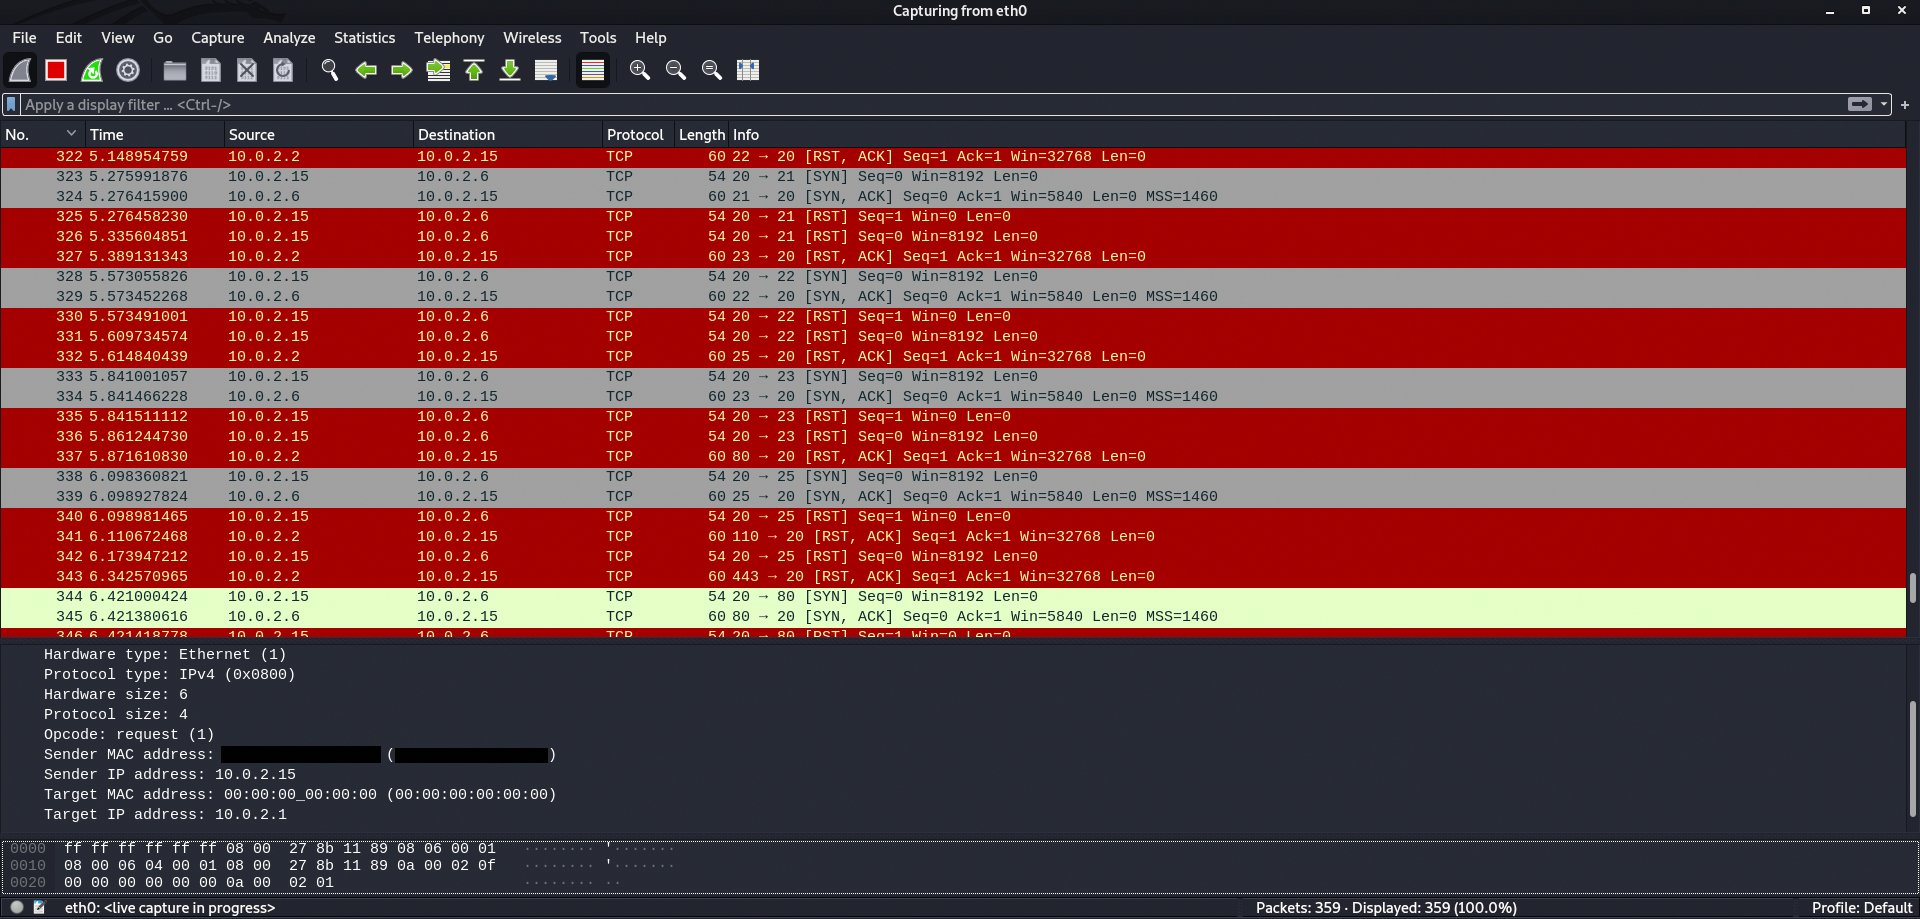 Capturing from eth0
File Edit View Go Capture Analyze Statistics Telephony Wireless Tools Help
Apply a display filter ... <Ctrl-/>
No. Time Source Destination Protocol Length Info
322 5.148954759 10.0.2.2 10.0.2.15 TCP 60 22 → 20 [RST, ACK] Seq=1 Ack=1 Win=32768 Len=0
323 5.275991876 10.0.2.15 10.0.2.6 TCP 54 20 → 21 [SYN] Seq=0 Win=8192 Len=0
324 5.276415900 10.0.2.6 10.0.2.15 TCP 60 21 → 20 [SYN, ACK] Seq=0 Ack=1 Win=5840 Len=0 MSS=1460
325 5.276458230 10.0.2.15 10.0.2.6 TCP 54 20 → 21 [RST] Seq=1 Win=0 Len=0
326 5.335604851 10.0.2.15 10.0.2.6 TCP 54 20 → 21 [RST] Seq=0 Win=8192 Len=0
327 5.389131343 10.0.2.2 10.0.2.15 TCP 60 23 → 20 [RST, ACK] Seq=1 Ack=1 Win=32768 Len=0
328 5.573055826 10.0.2.15 10.0.2.6 TCP 54 20 → 22 [SYN] Seq=0 Win=8192 Len=0
329 5.573452268 10.0.2.6 10.0.2.15 TCP 60 22 → 20 [SYN, ACK] Seq=0 Ack=1 Win=5840 Len=0 MSS=1460
330 5.573491001 10.0.2.15 10.0.2.6 TCP 54 20 → 22 [RST] Seq=1 Win=0 Len=0
331 5.609734574 10.0.2.15 10.0.2.6 TCP 54 20 → 22 [RST] Seq=0 Win=8192 Len=0
332 5.614840439 10.0.2.2 10.0.2.15 TCP 60 25 → 20 [RST, ACK] Seq=1 Ack=1 Win=32768 Len=0
333 5.841001057 10.0.2.15 10.0.2.6 TCP 54 20 → 23 [SYN] Seq=0 Win=8192 Len=0
334 5.841466228 10.0.2.6 10.0.2.15 TCP 60 23 → 20 [SYN, ACK] Seq=0 Ack=1 Win=5840 Len=0 MSS=1460
335 5.841511112 10.0.2.15 10.0.2.6 TCP 54 20 → 23 [RST] Seq=1 Win=0 Len=0
336 5.861244730 10.0.2.15 10.0.2.6 TCP 54 20 → 23 [RST] Seq=0 Win=8192 Len=0
337 5.871610830 10.0.2.2 10.0.2.15 TCP 60 80 → 20 [RST, ACK] Seq=1 Ack=1 Win=32768 Len=0
338 6.098360821 10.0.2.15 10.0.2.6 TCP 54 20 → 25 [SYN] Seq=0 Win=8192 Len=0
339 6.098927824 10.0.2.6 10.0.2.15 TCP 60 25 → 20 [SYN, ACK] Seq=0 Ack=1 Win=5840 Len=0 MSS=1460
340 6.098981465 10.0.2.15 10.0.2.6 TCP 54 20 → 25 [RST] Seq=1 Win=0 Len=0
341 6.110672468 10.0.2.2 10.0.2.15 TCP 60 110 → 20 [RST, ACK] Seq=1 Ack=1 Win=32768 Len=0
342 6.173947212 10.0.2.15 10.0.2.6 TCP 54 20 → 25 [RST] Seq=0 Win=8192 Len=0
343 6.342570965 10.0.2.2 10.0.2.15 TCP 60 443 → 20 [RST, ACK] Seq=1 Ack=1 Win=32768 Len=0
344 6.421000424 10.0.2.15 10.0.2.6 TCP 54 20 → 80 [SYN] Seq=0 Win=8192 Len=0
345 6.421380616 10.0.2.6 10.0.2.15 TCP 60 80 → 20 [SYN, ACK] Seq=0 Ack=1 Win=5840 Len=0 MSS=1460
346 6.421418778 10.0.2.15 10.0.2.6 TCP 54 20 → 80 [RST] Seq=1 Win=0 Len=0
Hardware type: Ethernet (1)
Protocol type: IPv4 (0x0800)
Hardware size: 6
Protocol size: 4
Opcode: request (1)
Sender MAC address: ( )
Sender IP address: 10.0.2.15
Target MAC address: 00:00:00_00:00:00 (00:00:00:00:00:00)
Target IP address: 10.0.2.1
0000 ff ff ff ff ff ff 08 00 27 8b 11 89 08 06 00 01 ········ '·······
0010 08 00 06 04 00 01 08 00 27 8b 11 89 0a 00 02 0f ········ '·······
0020 00 00 00 00 00 00 0a 00 02 01 ········ ··
eth0: <live capture in progress> Packets: 359 · Displayed: 359 (100.0%) Profile: Default